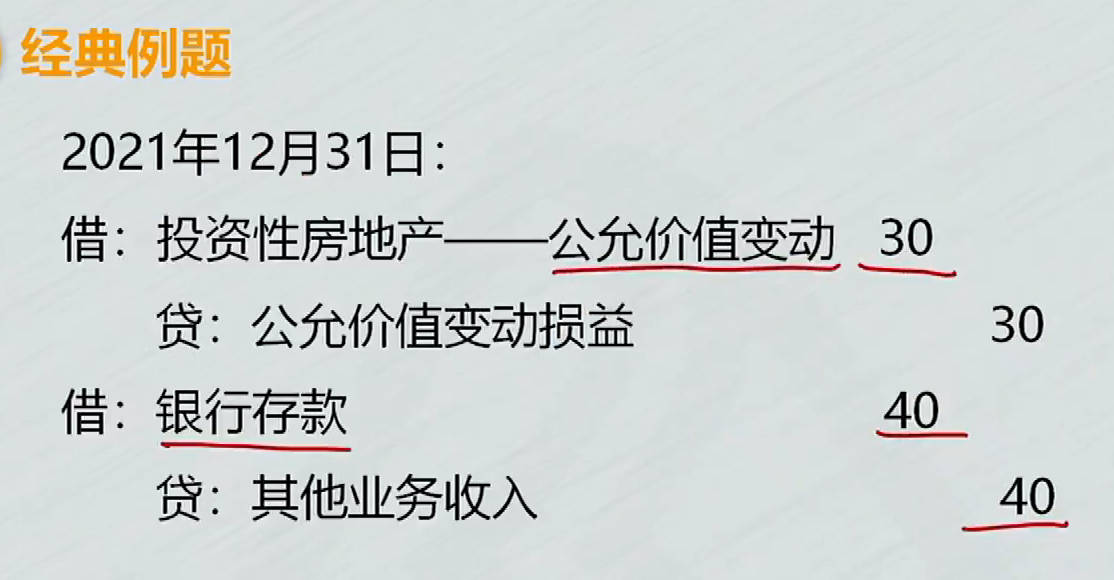 经典例题
2021年12月31日：
借：投资性房地产——公允价值变动 30
贷：公允价值变动损益 30
借：银行存款 40
贷：其他业务收入 40